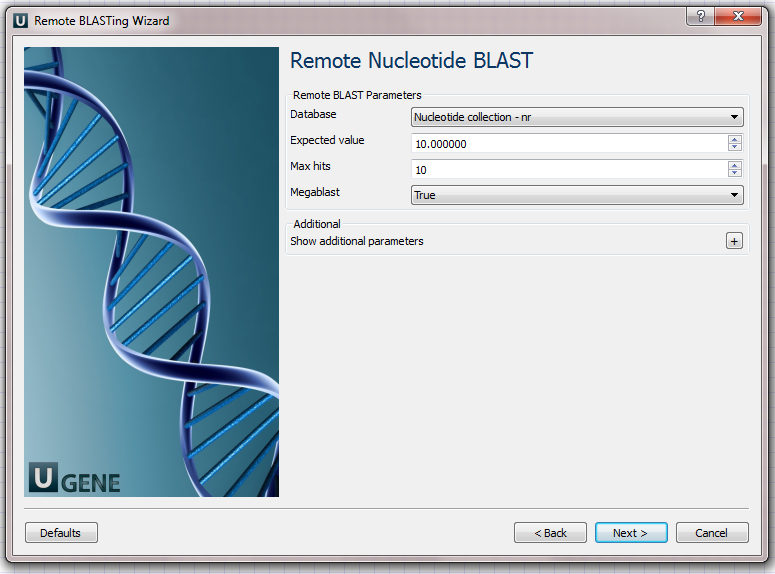 U Remote BLASTing Wizard
?
Remote Nucleotide BLAST
Remote BLAST Parameters
Database Nucleotide collection - nr
Expected value 10.000000
Max hits 10
Megablast True
Additional
Show additional parameters +
U GENE
Defaults < Back Next > Cancel